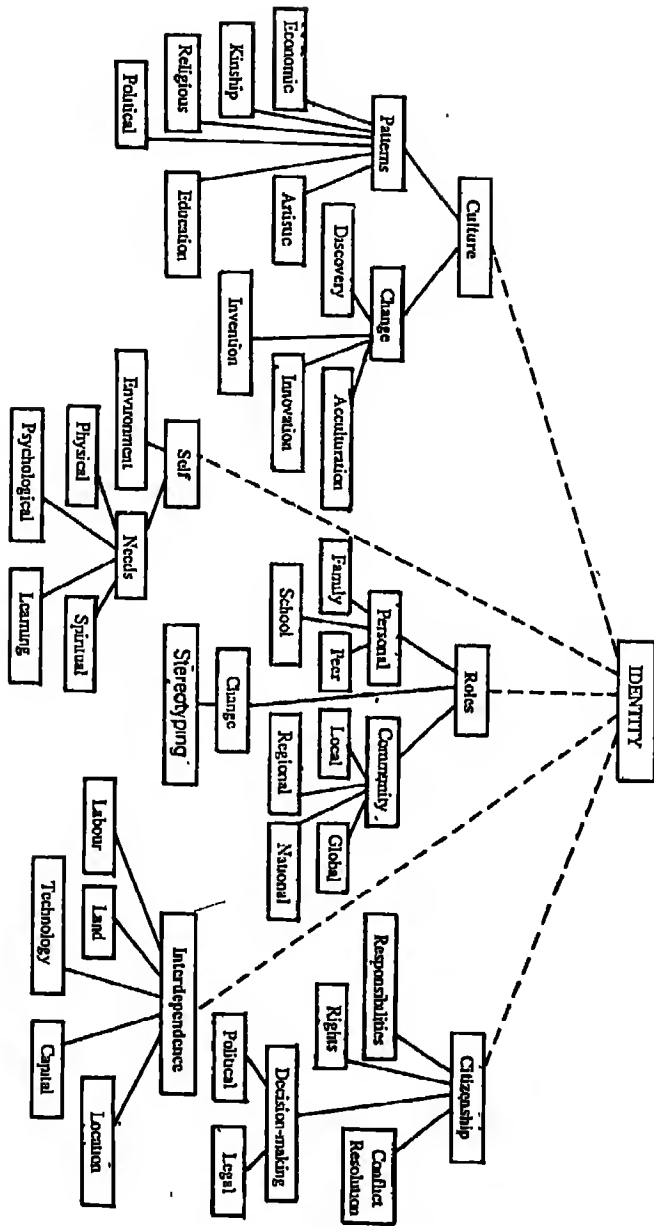 IDENTITY
Culture
Patterns
Economic
Kinship
Religious
Political
Education
Artistic
Change
Discovery
Invention
Innovation
Acculturation
Self
Environment
Needs
Physical
Psychological
Learning
Spiritual
Roles
Personal
Family
School
Peer
Change
Stereotyping
Community
Local
Regional
National
Global
Interdependence
Labour
Land
Technology
Capital
Location
Citizenship
Responsibilities
Rights
Decision-making
Political
Legal
Conflict
Resolution